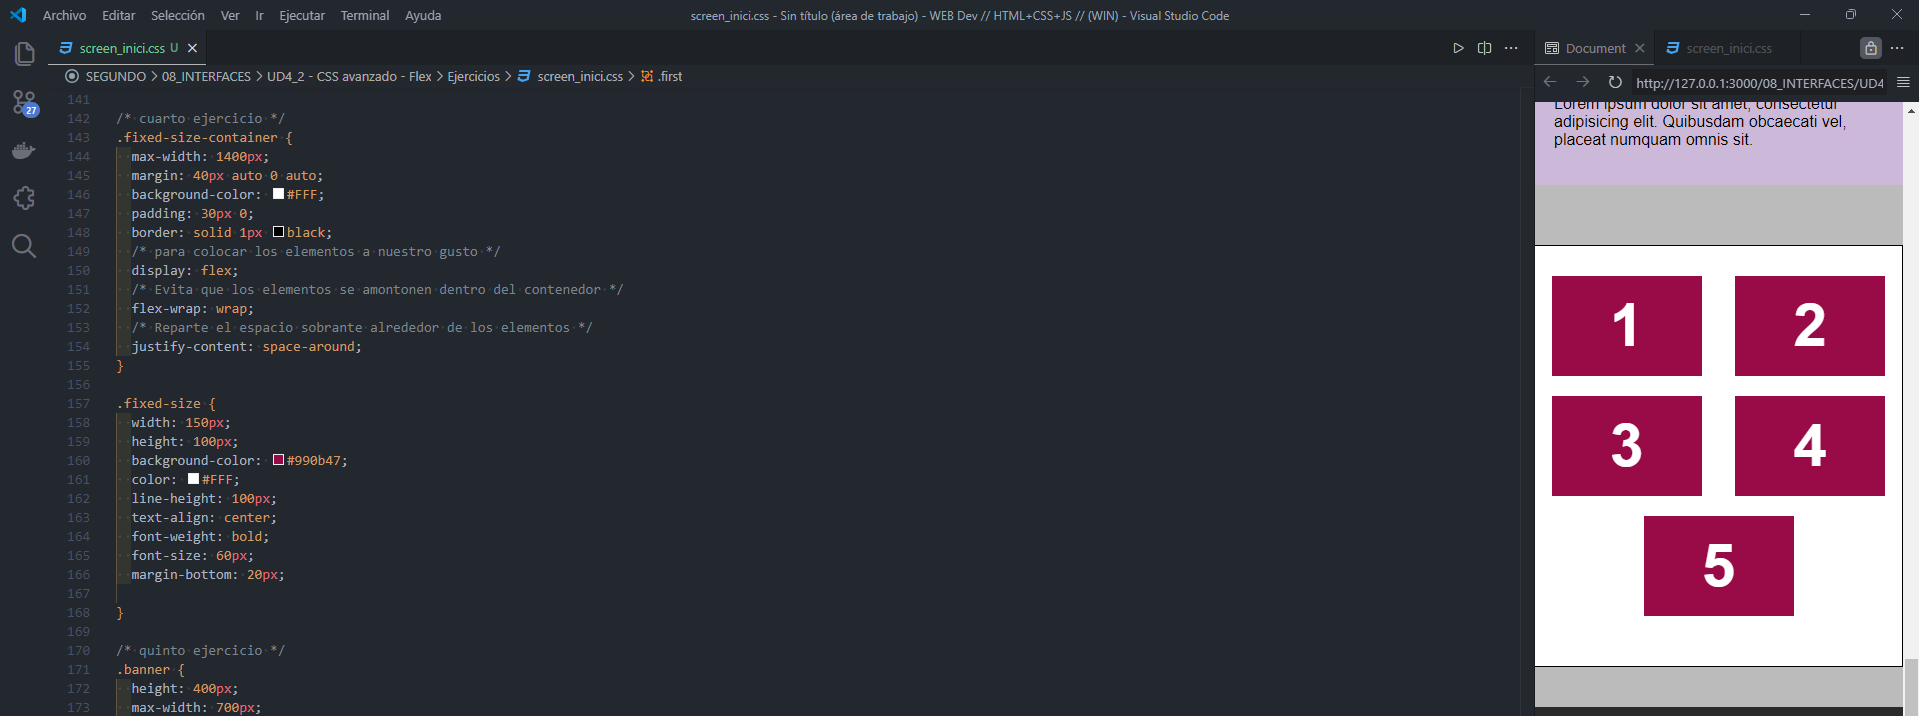 Archivo Editar Selección Ver Ir Ejecutar Terminal Ayuda
screen_inici.css - Sin título (área de trabajo) - WEB Dev // HTML+CSS+JS // (WIN) - Visual Studio Code
screen_inici.css U
Document screen_inici.css
SEGUNDO > 08_INTERFACES > UD4_2 - CSS avanzado - Flex > Ejercicios > screen_inici.css > .first
http://127.0.0.1:3000/08_INTERFACES/UD4
27
141
142 /* cuarto ejercicio */
143 .fixed-size-container {
144 max-width: 1400px;
145 margin: 40px auto 0 auto;
146 background-color: #FFF;
147 padding: 30px 0;
148 border: solid 1px black;
149 /* para colocar los elementos a nuestro gusto */
150 display: flex;
151 /* Evita que los elementos se amontonen dentro del contenedor */
152 flex-wrap: wrap;
153 /* Reparte el espacio sobrante alrededor de los elementos */
154 justify-content: space-around;
155 }
156
157 .fixed-size {
158 width: 150px;
159 height: 100px;
160 background-color: #990b47;
161 color: #FFF;
162 line-height: 100px;
163 text-align: center;
164 font-weight: bold;
165 font-size: 60px;
166 margin-bottom: 20px;
167
168 }
169
170 /* quinto ejercicio */
171 .banner {
172 height: 400px;
173 max-width: 700px;
Lorem ipsum dolor sit amet, consectetur
adipisicing elit. Quibusdam obcaecati vel,
placeat numquam omnis sit.
1 2
3 4
5